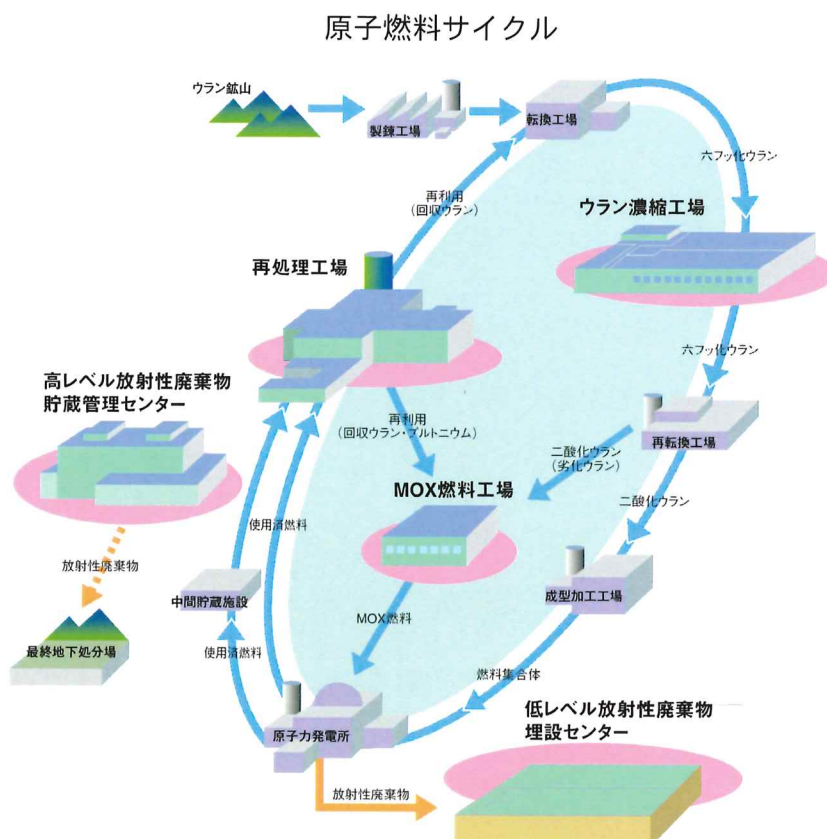 原子燃料サイクル
ウラン鉱山
製錬工場
転換工場
六フッ化ウラン
再利用
(回収ウラン)
ウラン濃縮工場
再処理工場
六フッ化ウラン
高レベル放射性廃棄物
貯蔵管理センター
再利用
(回収ウラン・プルトニウム)
二酸化ウラン
(劣化ウラン)
再転換工場
MOX燃料工場
二酸化ウラン
使用済燃料
放射性廃棄物
中間貯蔵施設
成型加工工場
MOX燃料
最終地下処分場
使用済燃料
燃料集合体
原子力発電所
低レベル放射性廃棄物
埋設センター
放射性廃棄物